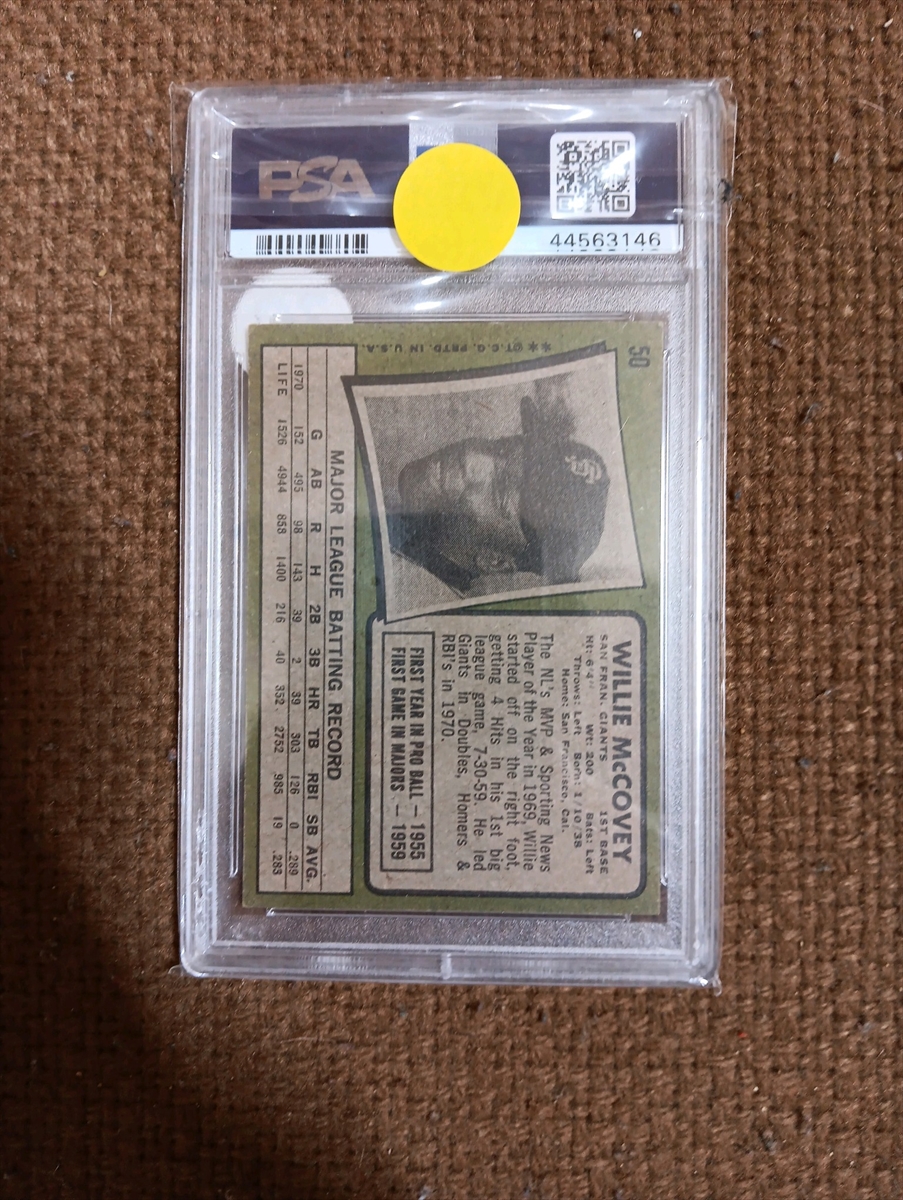 PSA
44563146
50
**©T.C.G. PRTD. IN U.S.A.
WILLIE McCOVEY
SAN FRAN. GIANTS 1ST BASE
Ht: 6'4" Wt: 200 Bats: Left
Throws: Left Born: 1/10/38
Home: San Francisco, Cal.
The NL's MVP & Sporting News
Player of the Year in 1969, Willie
started off on the right foot,
getting 4 Hits in his 1st big
league game, 7-30-59. He led
Giants in Doubles, Homers &
RBI's in 1970.
FIRST YEAR IN PRO BALL — 1955
FIRST GAME IN MAJORS — 1959
MAJOR LEAGUE BATTING RECORD
G AB R H 2B 3B HR TB RBI SB AVG.
1970 152 495 98 143 39 2 39 303 126 0 .289
LIFE 1526 4944 858 1400 216 40 352 2752 985 19 .283